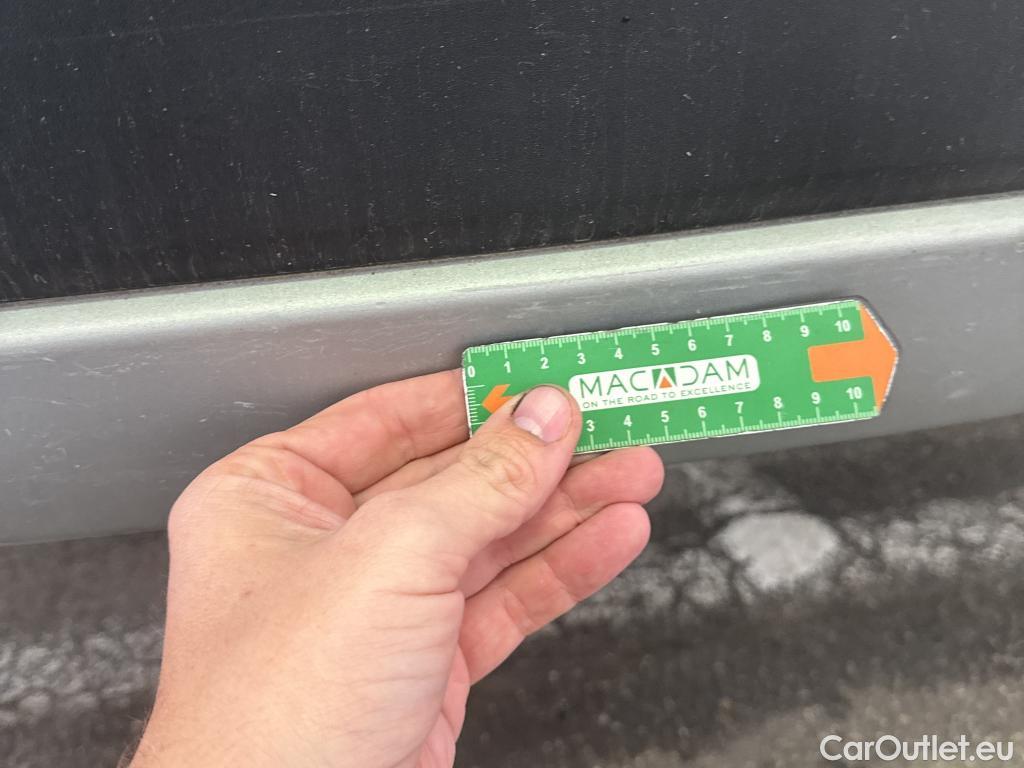 0 1 2 3 4 5 6 7 8 9 10
MACADAM
ON THE ROAD TO EXCELLENCE
3 4 5 6 7 8 9 10
CarOutlet.eu